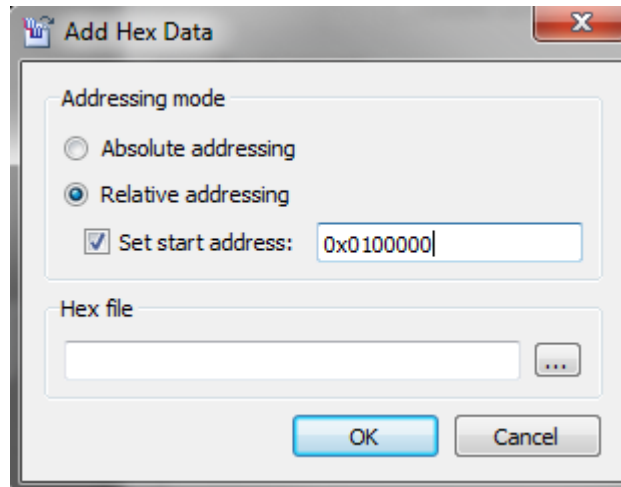 Add Hex Data
Addressing mode
Absolute addressing
Relative addressing
Set start address: 0x0100000
Hex file
...
OK Cancel